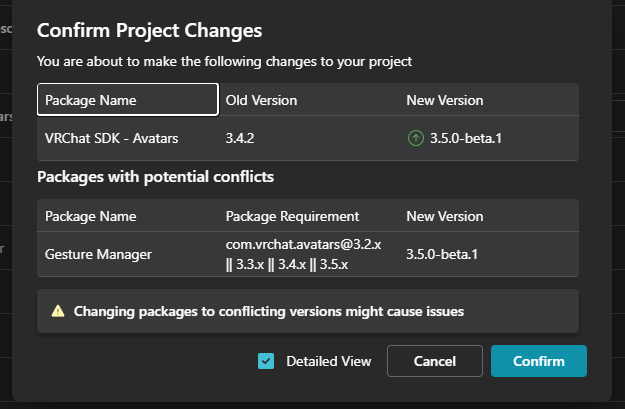 sc
Confirm Project Changes
You are about to make the following changes to your project
Package Name Old Version New Version
ars
VRChat SDK - Avatars 3.4.2 3.5.0-beta.1
Packages with potential conflicts
Package Name Package Requirement New Version
r
Gesture Manager com.vrchat.avatars@3.2.x || 3.3.x || 3.4.x || 3.5.x 3.5.0-beta.1
Changing packages to conflicting versions might cause issues
Detailed View Cancel Confirm